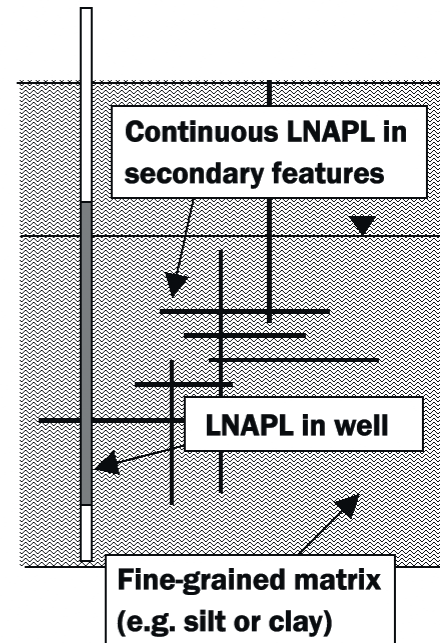 Continuous LNAPL in
secondary features
LNAPL in well
Fine-grained matrix
(e.g. silt or clay)